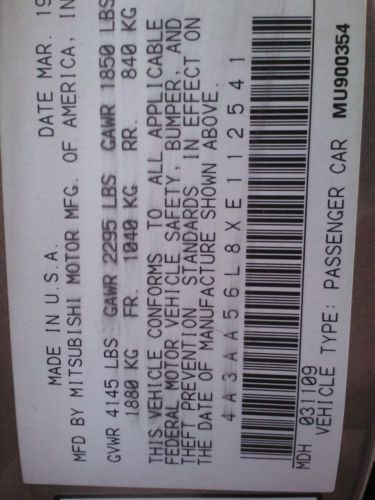 MADE IN U.S.A. DATE MAR. 19
MFD BY MITSUBISHI MOTOR MFG. OF AMERICA, IN
GVWR 4145 LBS GAWR 2295 LBS GAWR 1850 LBS
1880 KG FR. 1040 KG RR. 840 KG
THIS VEHICLE CONFORMS TO ALL APPLICABLE
FEDERAL MOTOR VEHICLE SAFETY, BUMPER, AND
THEFT PREVENTION STANDARDS IN EFFECT ON
THE DATE OF MANUFACTURE SHOWN ABOVE.
4A3AA56L8XE112541
MDH 031109
VEHICLE TYPE: PASSENGER CAR MU900354